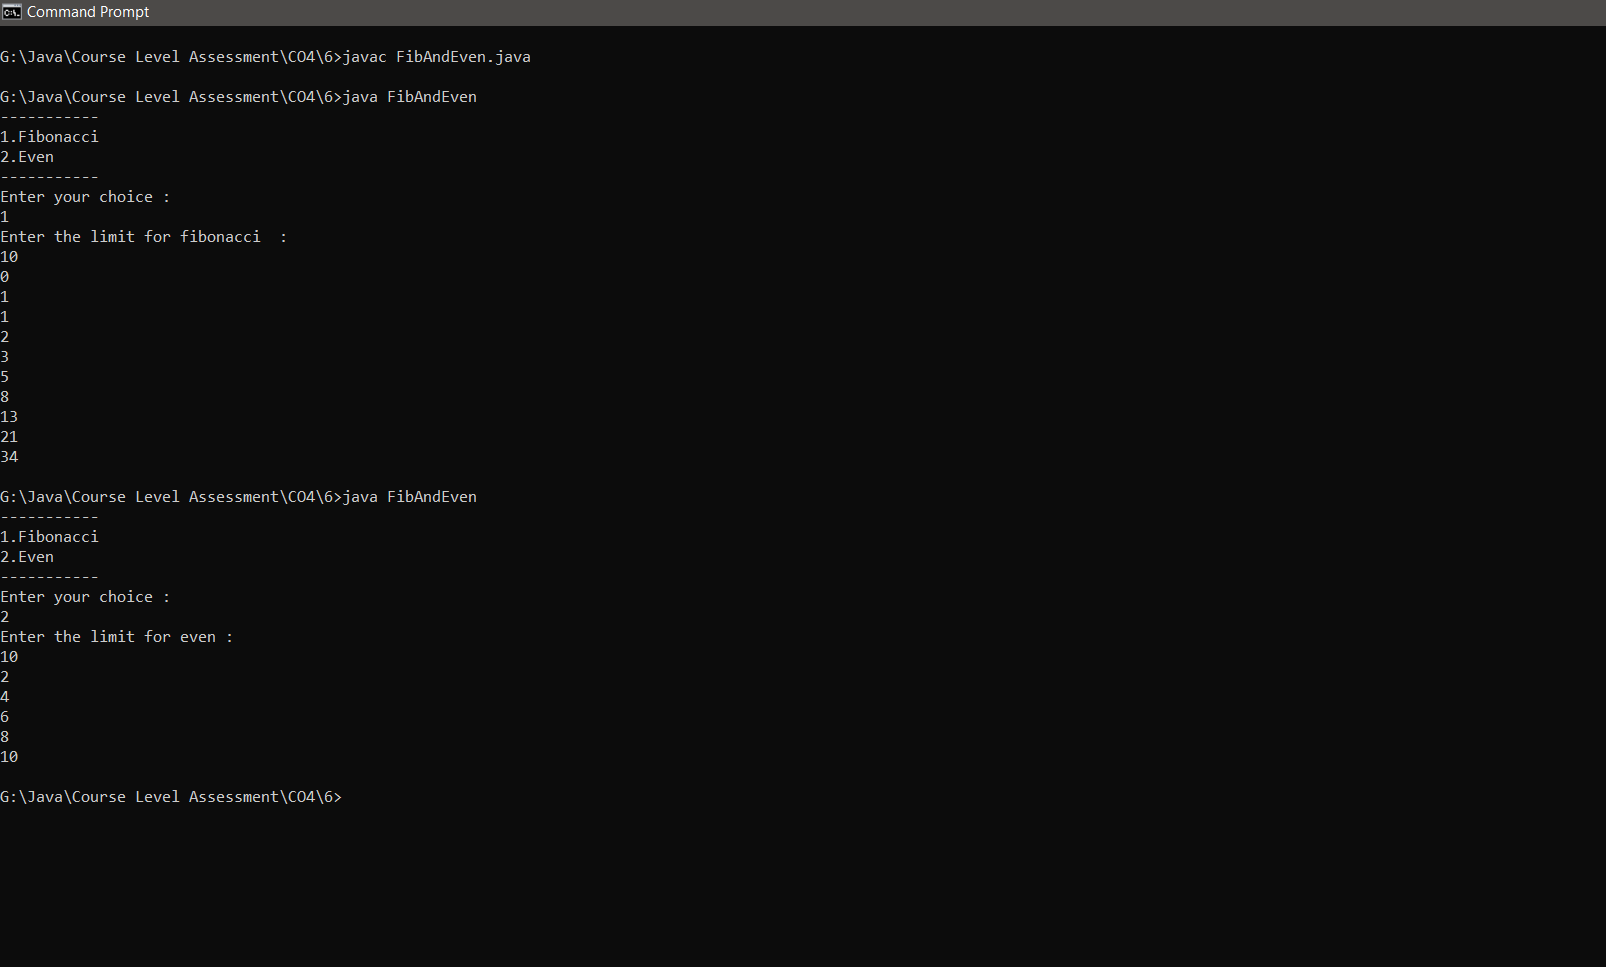 Command Prompt
G:\Java\Course Level Assessment\CO4\6>javac FibAndEven.java
G:\Java\Course Level Assessment\CO4\6>java FibAndEven
-----------
1.Fibonacci
2.Even
-----------
Enter your choice :
1
Enter the limit for fibonacci  :
10
0
1
1
2
3
5
8
13
21
34
G:\Java\Course Level Assessment\CO4\6>java FibAndEven
-----------
1.Fibonacci
2.Even
-----------
Enter your choice :
2
Enter the limit for even :
10
2
4
6
8
10
G:\Java\Course Level Assessment\CO4\6>